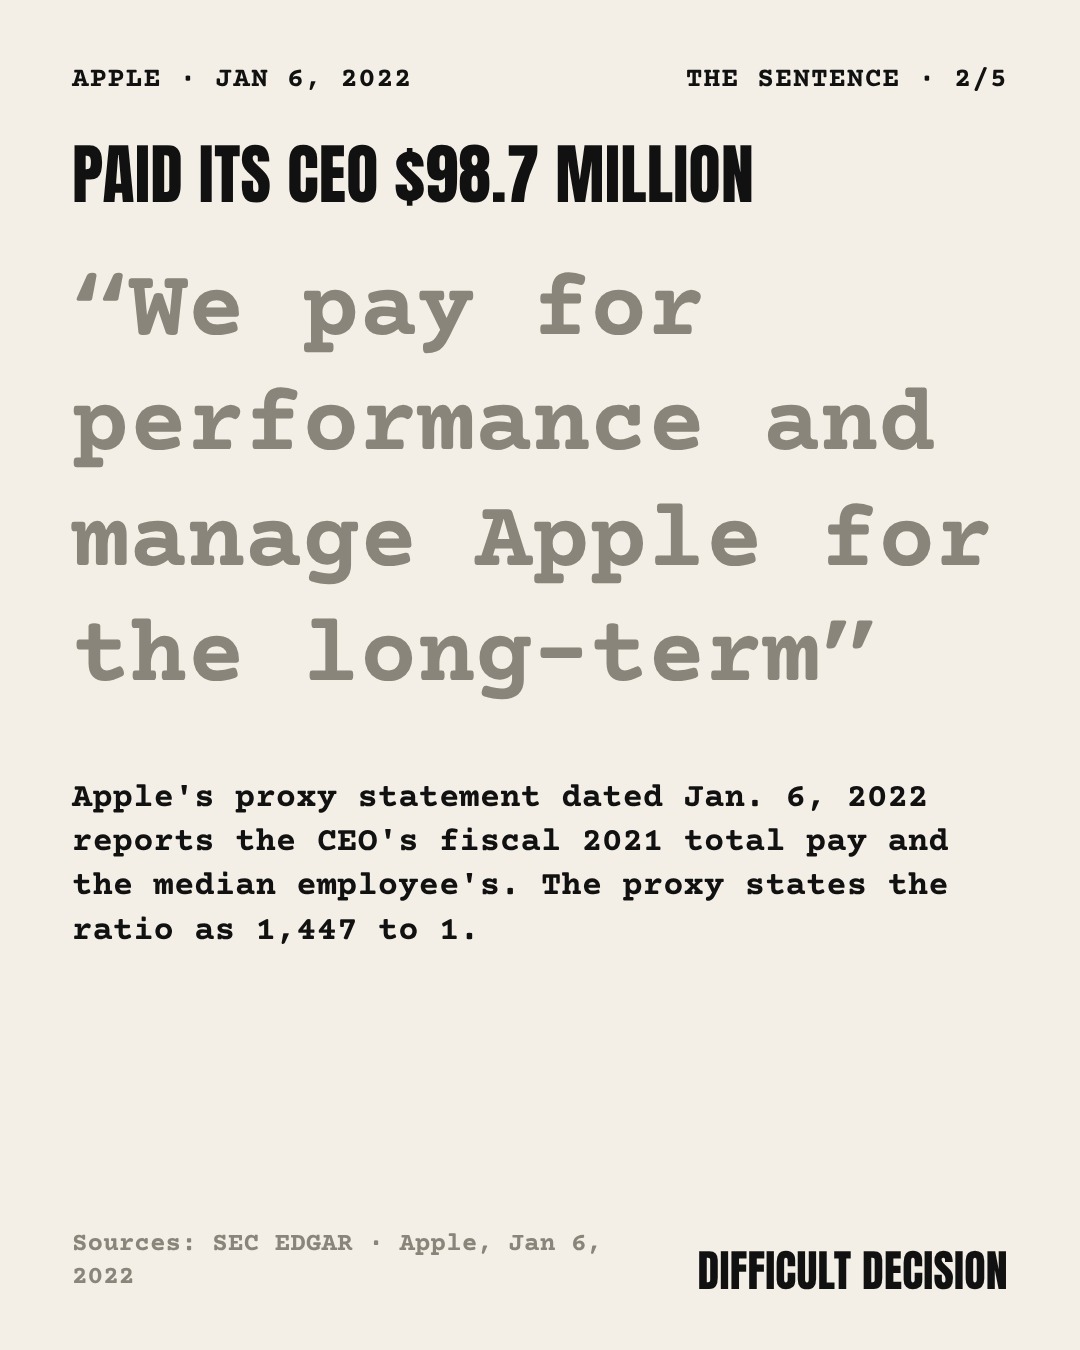 APPLE · JAN 6, 2022
THE SENTENCE · 2/5
PAID ITS CEO $98.7 MILLION
“We pay for
performance and
manage Apple for
the long-term”
Apple's proxy statement dated Jan. 6, 2022
reports the CEO's fiscal 2021 total pay and
the median employee's. The proxy states the
ratio as 1,447 to 1.
Sources: SEC EDGAR · Apple, Jan 6,
2022
DIFFICULT DECISION